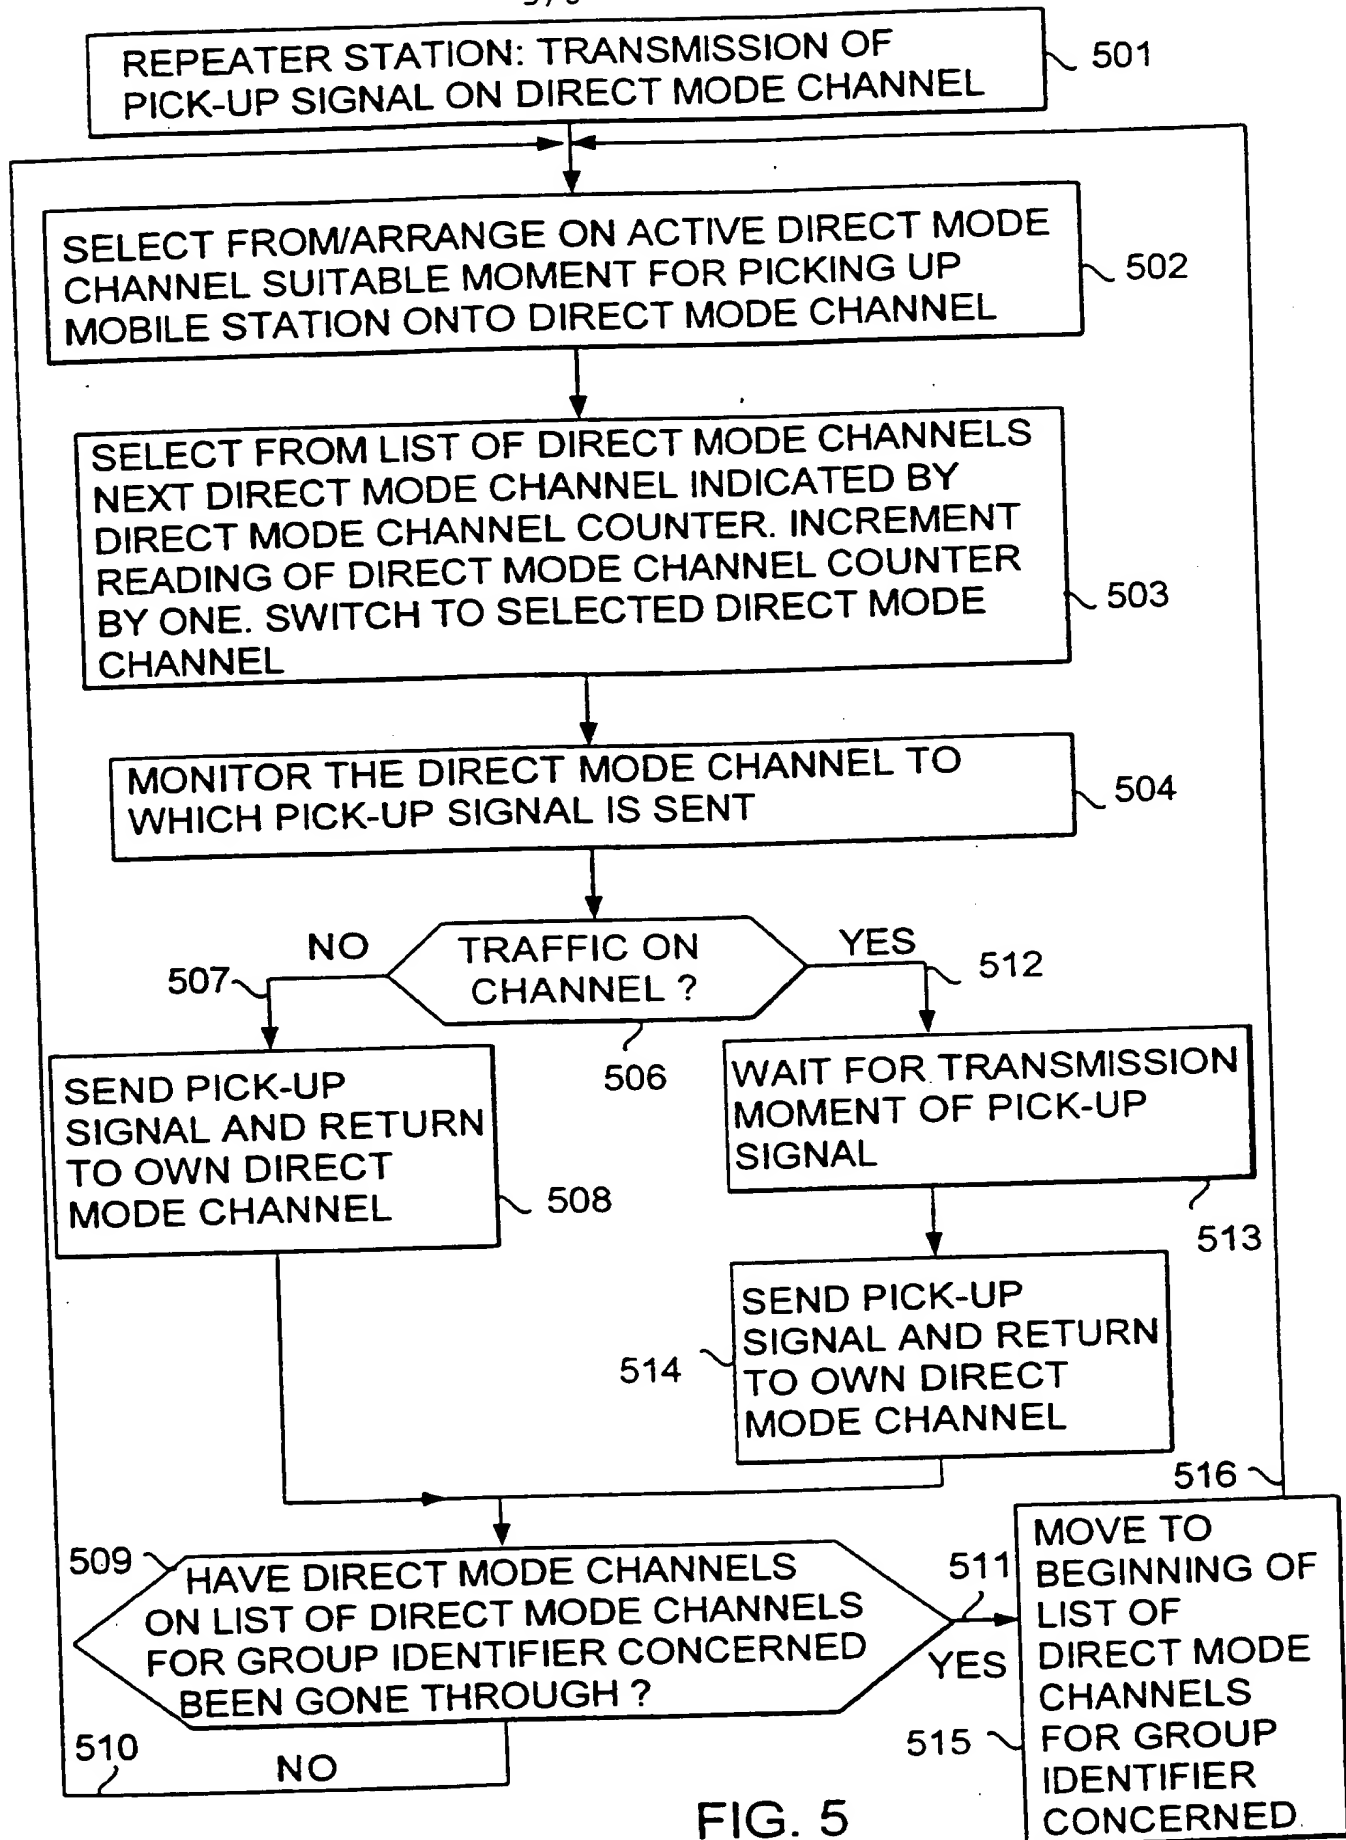 REPEATER STATION: TRANSMISSION OF
PICK-UP SIGNAL ON DIRECT MODE CHANNEL
501
SELECT FROM/ARRANGE ON ACTIVE DIRECT MODE
CHANNEL SUITABLE MOMENT FOR PICKING UP
MOBILE STATION ONTO DIRECT MODE CHANNEL
502
SELECT FROM LIST OF DIRECT MODE CHANNELS
NEXT DIRECT MODE CHANNEL INDICATED BY
DIRECT MODE CHANNEL COUNTER. INCREMENT
READING OF DIRECT MODE CHANNEL COUNTER
BY ONE. SWITCH TO SELECTED DIRECT MODE
CHANNEL
503
MONITOR THE DIRECT MODE CHANNEL TO
WHICH PICK-UP SIGNAL IS SENT
504
NO
TRAFFIC ON
CHANNEL ?
YES
507
512
506
SEND PICK-UP
SIGNAL AND RETURN
TO OWN DIRECT
MODE CHANNEL
508
WAIT FOR TRANSMISSION
MOMENT OF PICK-UP
SIGNAL
513
SEND PICK-UP
SIGNAL AND RETURN
TO OWN DIRECT
MODE CHANNEL
514
516
509
HAVE DIRECT MODE CHANNELS
ON LIST OF DIRECT MODE CHANNELS
FOR GROUP IDENTIFIER CONCERNED
BEEN GONE THROUGH ?
511
YES
MOVE TO
BEGINNING OF
LIST OF
DIRECT MODE
CHANNELS
FOR GROUP
IDENTIFIER
CONCERNED
515
510
NO
FIG. 5